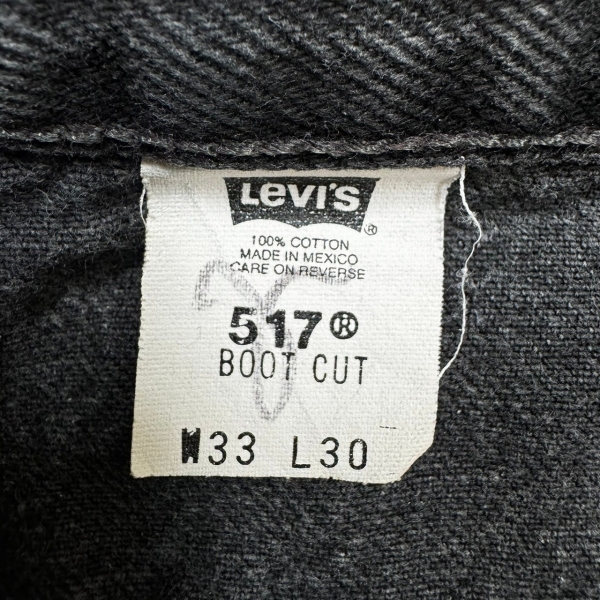 LEVI'S ®
100% COTTON
MADE IN MEXICO
CARE ON REVERSE
517®
BOOT CUT
W33 L30